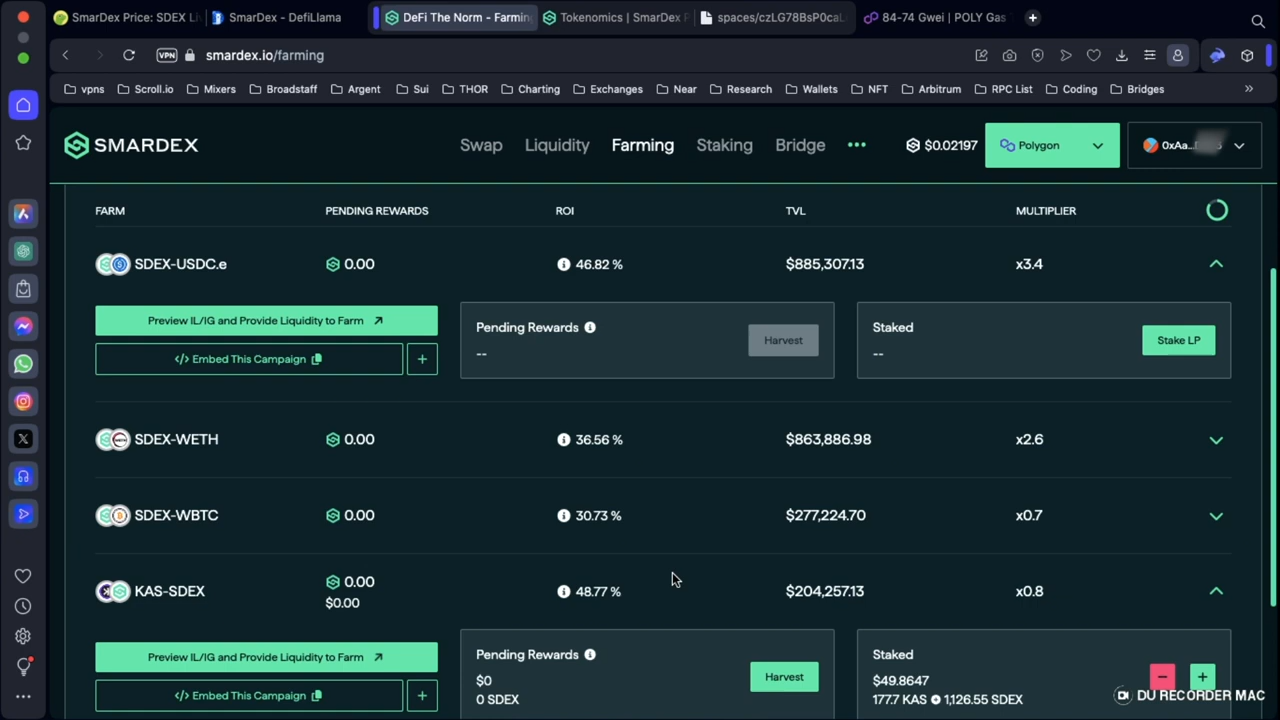 SmarDex Price: SDEX Li
SmarDex - DefiLlama
DeFi The Norm - Farmin
Tokenomics | SmarDex
spaces/czLG78BsP0caL
84-74 Gwei | POLY Gas
VPN
smardex.io/farming
vpns
Scroll.io
Mixers
Broadstaff
Argent
Sui
THOR
Charting
Exchanges
Near
Research
Wallets
NFT
Arbitrum
RPC List
Coding
Bridges
SMARDEX
Swap
Liquidity
Farming
Staking
Bridge
$0.02197
Polygon
0xAa...
FARM
PENDING REWARDS
ROI
TVL
MULTIPLIER
SDEX-USDC.e
0.00
46.82 %
$885,307.13
x3.4
Preview IL/IG and Provide Liquidity to Farm
</> Embed This Campaign
+
Pending Rewards
--
Harvest
Staked
--
Stake LP
SDEX-WETH
0.00
36.56 %
$863,886.98
x2.6
SDEX-WBTC
0.00
30.73 %
$277,224.70
x0.7
KAS-SDEX
0.00
$0.00
48.77 %
$204,257.13
x0.8
Preview IL/IG and Provide Liquidity to Farm
</> Embed This Campaign
+
Pending Rewards
$0
0 SDEX
Harvest
Staked
$49.8647
177.7 KAS
1,126.55 SDEX
-
+
DU RECORDER MAC